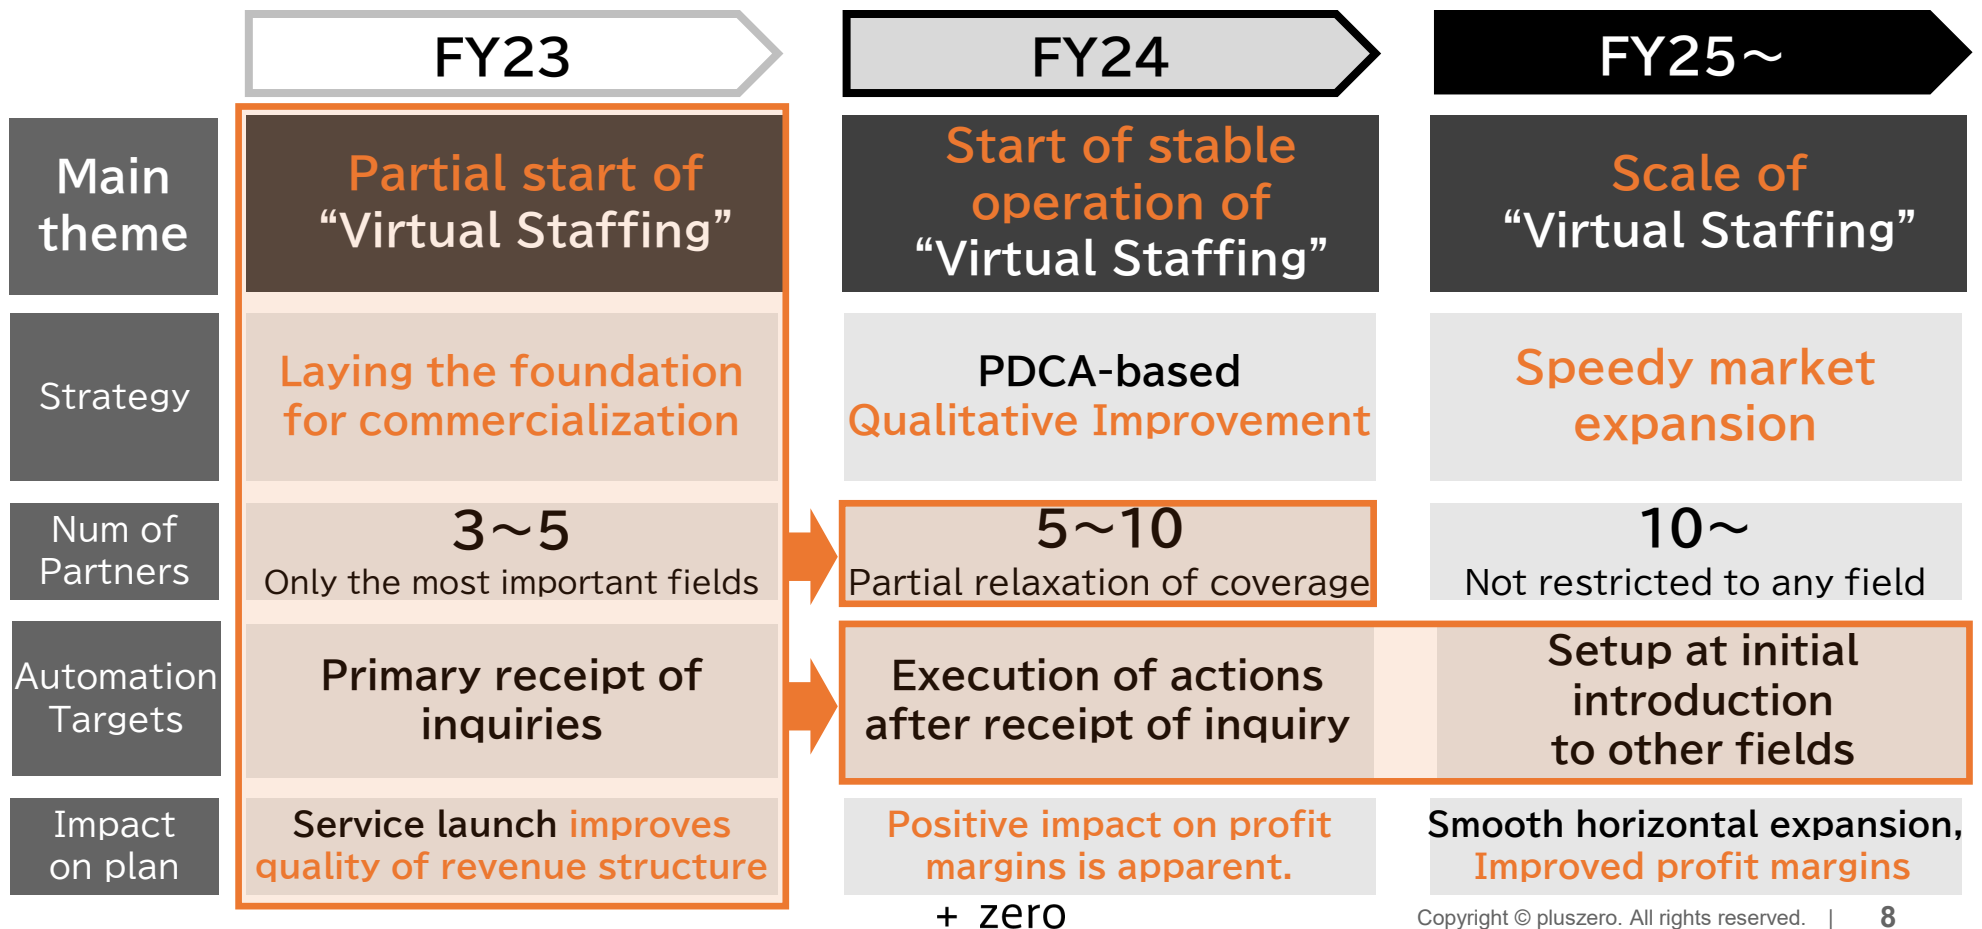 FY23
FY24
FY25~
Main
theme
Partial start of
“Virtual Staffing”
Start of stable
operation of
“Virtual Staffing”
Scale of
“Virtual Staffing”
Strategy
Laying the foundation
for commercialization
PDCA-based
Qualitative Improvement
Speedy market
expansion
Num of
Partners
3~5
Only the most important fields
5~10
Partial relaxation of coverage
10~
Not restricted to any field
Automation
Targets
Primary receipt of
inquiries
Execution of actions
after receipt of inquiry
Setup at initial
introduction
to other fields
Impact
on plan
Service launch improves
quality of revenue structure
Positive impact on profit
margins is apparent.
Smooth horizontal expansion,
Improved profit margins
+ zero
Copyright © pluszero. All rights reserved. | 8